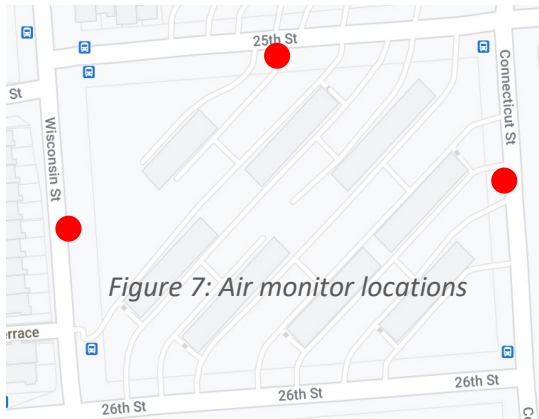 25th St
St
Wisconsin St
Connecticut St
Figure 7: Air monitor locations
errace
26th St
26th St
26th St